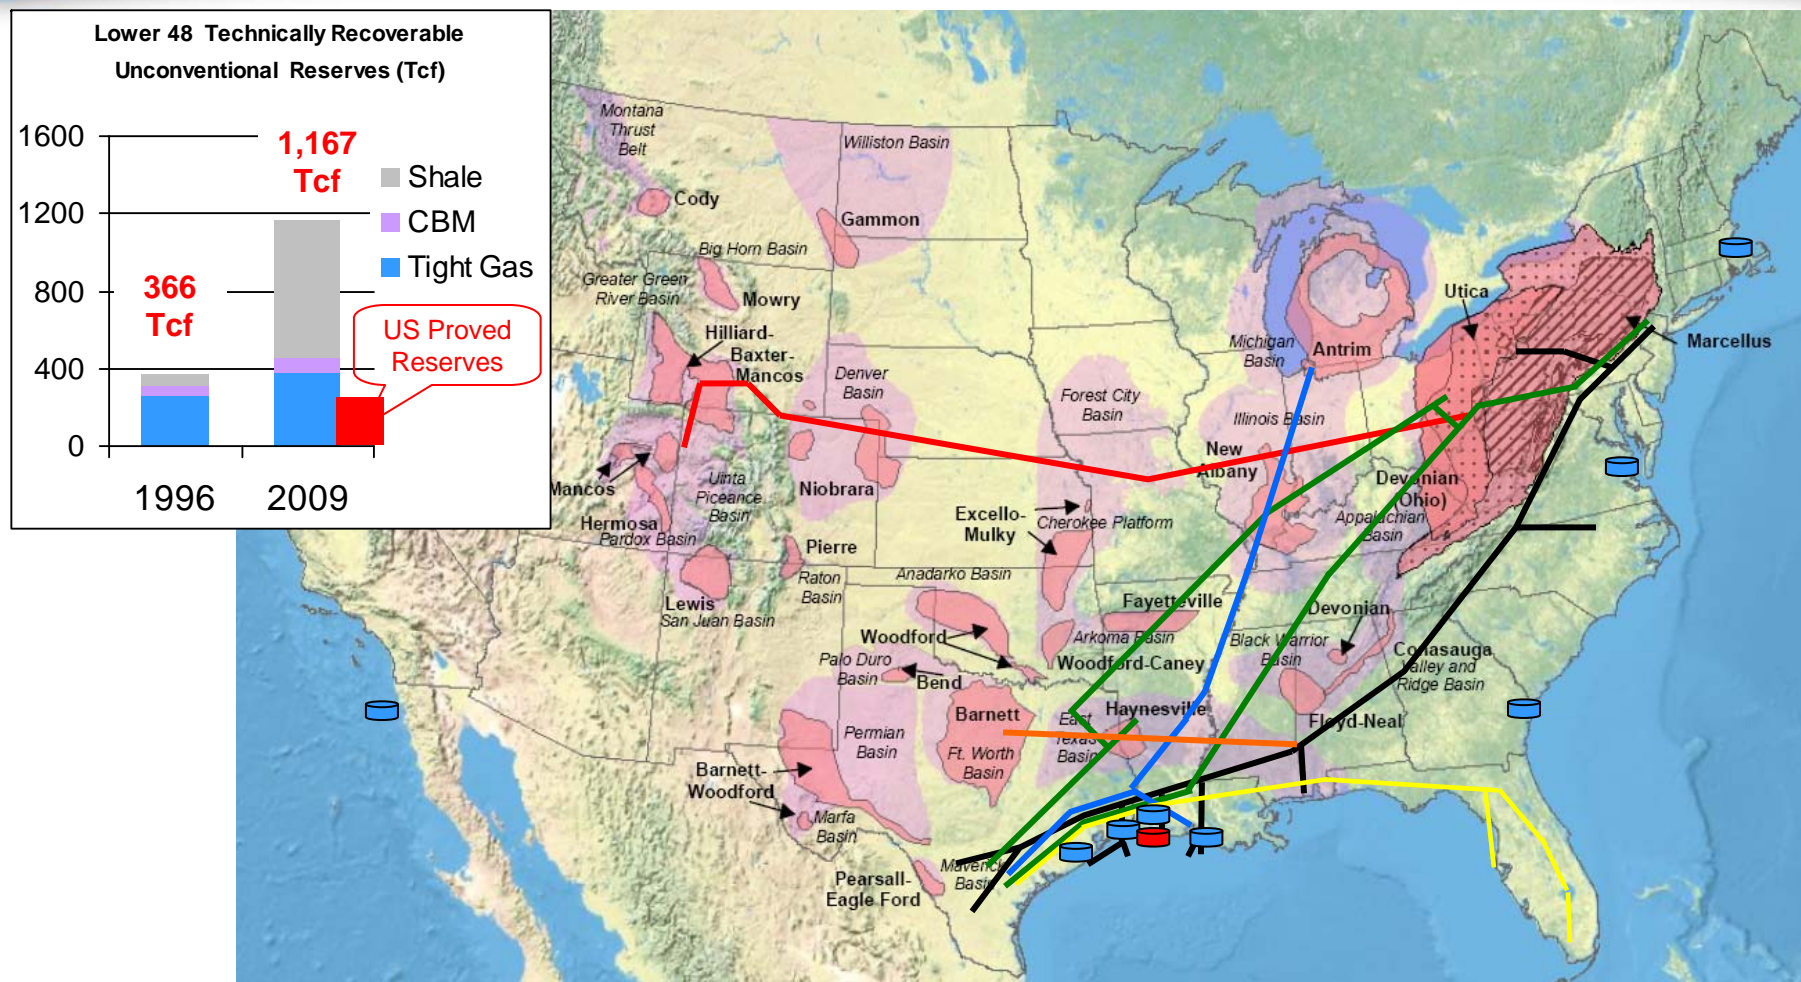 Lower 48 Technically Recoverable
Unconventional Reserves (Tcf)
1600
1200
800
400
0
366
Tcf
1,167
Tcf
Shale
CBM
Tight Gas
US Proved
Reserves
1996
2009
Montana
Thrust
Belt
Cody
Williston Basin
Gammon
Big Horn Basin
Greater Green
River Basin
Mowry
Hilliard-
Baxter-
Mancos
Denver
Basin
Mancos
Uinta
Piceance
Basin
Niobrara
Hermosa
Pardox Basin
Pierre
Raton
Basin
Lewis
San Juan Basin
Forest City
Basin
Excello-
Mulky
Cherokee Platform
Anadarko Basin
Woodford
Palo Duro
Basin
Bend
Fayetteville
Arkoma Basin
Woodford-Caney
Permian
Basin
Barnett
Ft. Worth
Basin
Haynesville
East
Texas
Basin
Barnett-
Woodford
Marfa
Basin
Pearsall-
Eagle Ford
Maverick
Basin
Michigan
Basin
Antrim
Illinois Basin
New
Albany
Utica
Marcellus
Devonian
(Ohio)
Appalachian
Basin
Devonian
Black Warrior
Basin
Conasauga
Valley and
Ridge Basin
Floyd-Neal